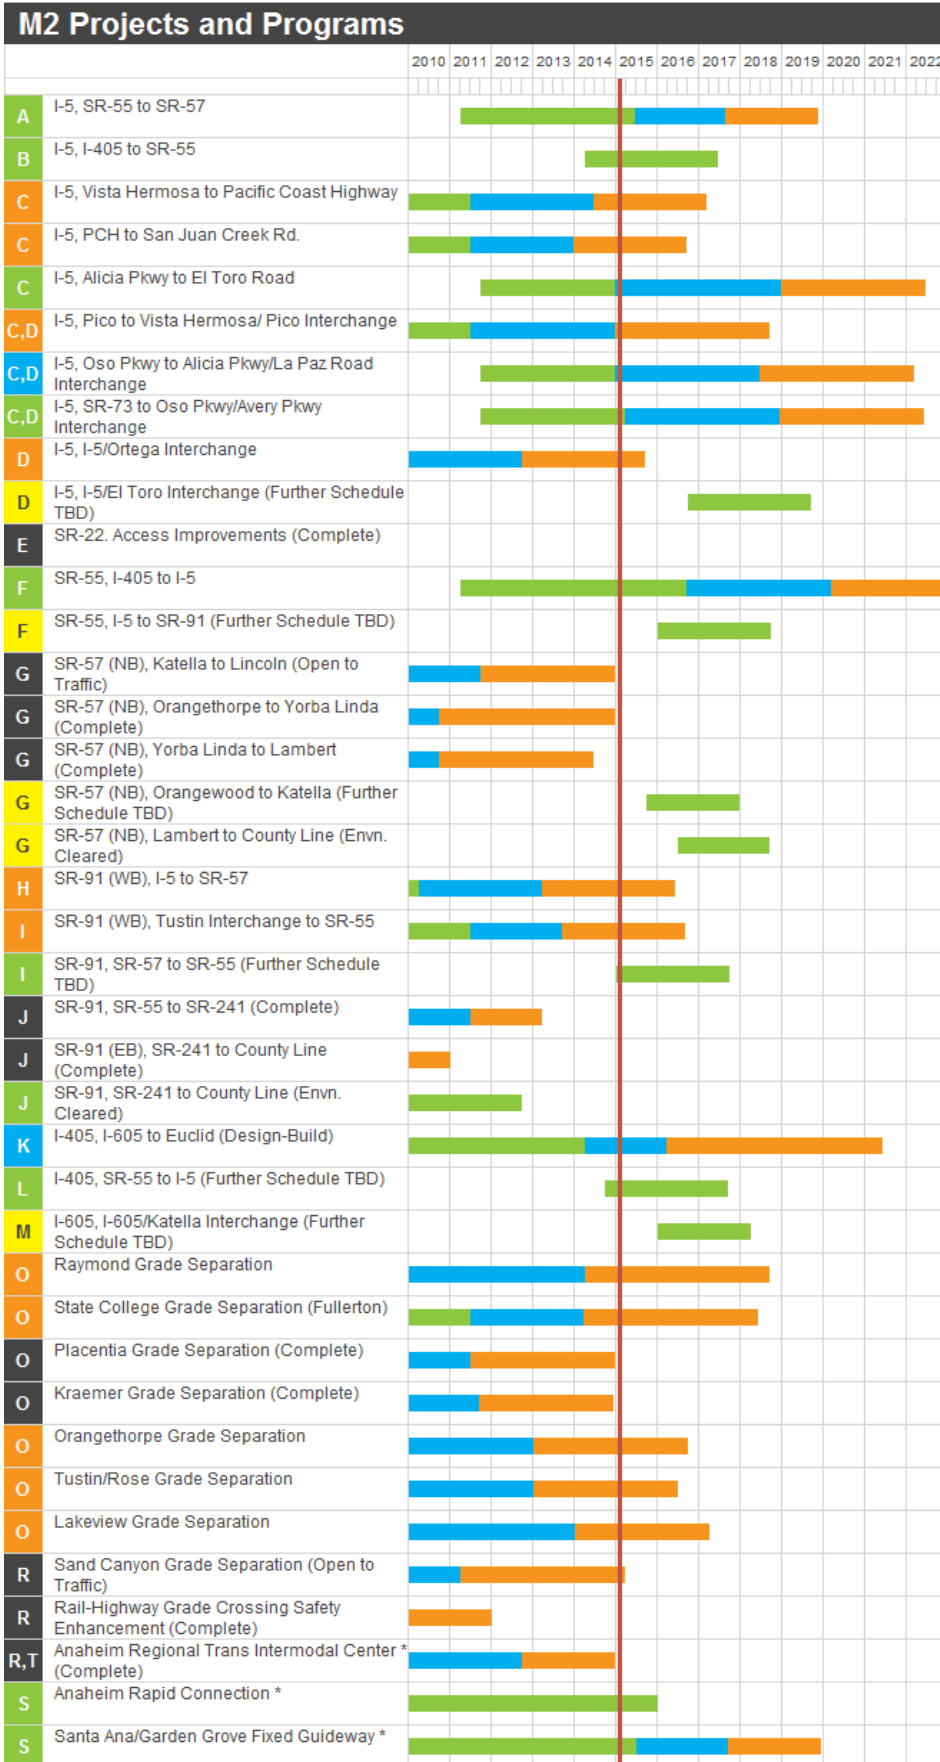 M2 Projects and Programs
2010 2011 2012 2013 2014 2015 2016 2017 2018 2019 2020 2021 2022
A I-5, SR-55 to SR-57
B I-5, I-405 to SR-55
C I-5, Vista Hermosa to Pacific Coast Highway
C I-5, PCH to San Juan Creek Rd.
C I-5, Alicia Pkwy to El Toro Road
C,D I-5, Pico to Vista Hermosa/ Pico Interchange
C,D I-5, Oso Pkwy to Alicia Pkwy/La Paz Road
Interchange
C,D I-5, SR-73 to Oso Pkwy/Avery Pkwy
Interchange
D I-5, I-5/Ortega Interchange
D I-5, I-5/El Toro Interchange (Further Schedule
TBD)
E SR-22. Access Improvements (Complete)
F SR-55, I-405 to I-5
F SR-55, I-5 to SR-91 (Further Schedule TBD)
G SR-57 (NB), Katella to Lincoln (Open to
Traffic)
G SR-57 (NB), Orangethorpe to Yorba Linda
(Complete)
G SR-57 (NB), Yorba Linda to Lambert
(Complete)
G SR-57 (NB), Orangewood to Katella (Further
Schedule TBD)
G SR-57 (NB), Lambert to County Line (Envn.
Cleared)
H SR-91 (WB), I-5 to SR-57
I SR-91 (WB), Tustin Interchange to SR-55
I SR-91, SR-57 to SR-55 (Further Schedule
TBD)
J SR-91, SR-55 to SR-241 (Complete)
J SR-91 (EB), SR-241 to County Line
(Complete)
J SR-91, SR-241 to County Line (Envn.
Cleared)
K I-405, I-605 to Euclid (Design-Build)
L I-405, SR-55 to I-5 (Further Schedule TBD)
M I-605, I-605/Katella Interchange (Further
Schedule TBD)
O Raymond Grade Separation
O State College Grade Separation (Fullerton)
O Placentia Grade Separation (Complete)
O Kraemer Grade Separation (Complete)
O Orangethorpe Grade Separation
O Tustin/Rose Grade Separation
O Lakeview Grade Separation
R Sand Canyon Grade Separation (Open to
Traffic)
R Rail-Highway Grade Crossing Safety
Enhancement (Complete)
R,T Anaheim Regional Trans Intermodal Center *
(Complete)
S Anaheim Rapid Connection *
S Santa Ana/Garden Grove Fixed Guideway *